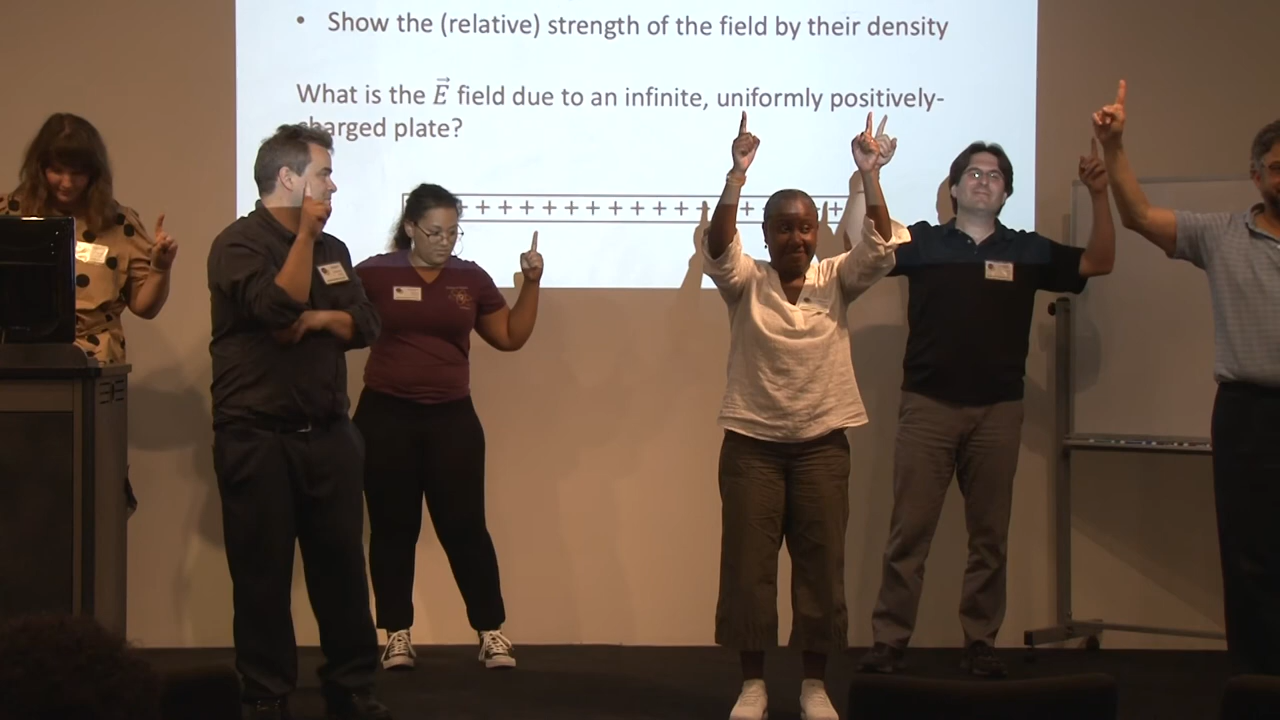 • Show the (relative) strength of the field by their density
What is the E⃗ field due to an infinite, uniformly positively-
charged plate?
+ + + + + + + + + + + + + + +